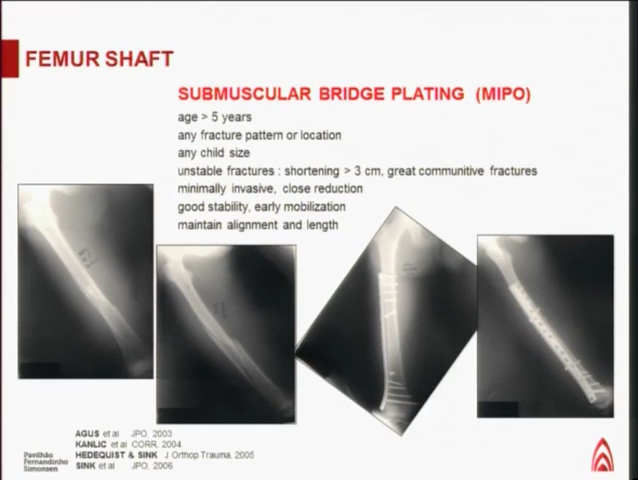 FEMUR SHAFT
SUBMUSCULAR BRIDGE PLATING (MIPO)
age > 5 years
any fracture pattern or location
any child size
unstable fractures : shortening > 3 cm, great communitive fractures
minimally invasive, close reduction
good stability, early mobilization
maintain alignment and length
AGUS et al JPO, 2003
KANLIC et al CORR, 2004
HEDEQUIST & SINK J Orthop Trauma, 2005
SINK et al JPO, 2006
Pavilhão
Fernandinho
Simonsen